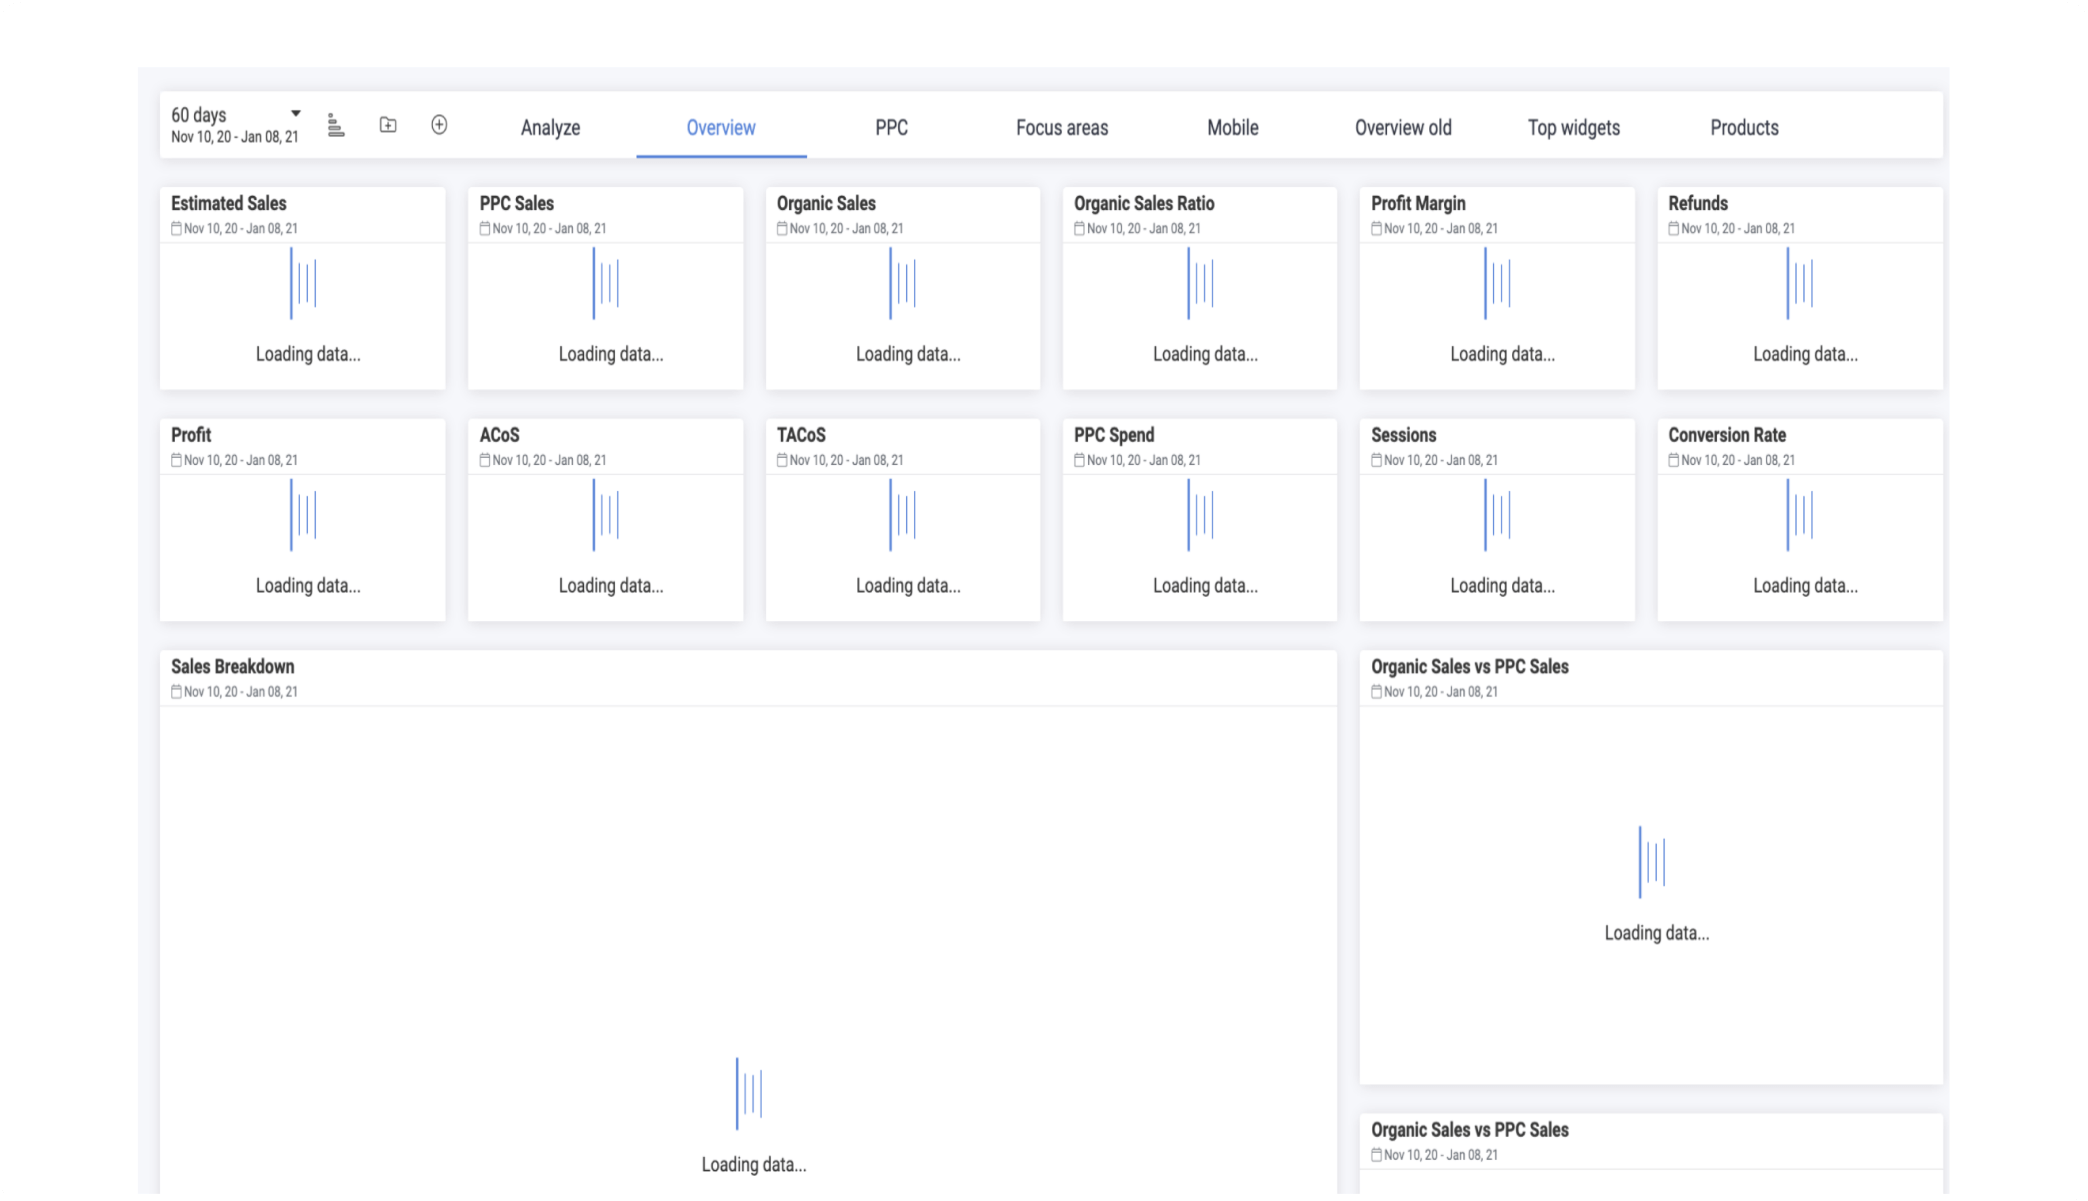 60 days
Nov 10, 20 - Jan 08, 21
Analyze
Overview
PPC
Focus areas
Mobile
Overview old
Top widgets
Products
Estimated Sales
Nov 10, 20 - Jan 08, 21
Loading data...
PPC Sales
Nov 10, 20 - Jan 08, 21
Loading data...
Organic Sales
Nov 10, 20 - Jan 08, 21
Loading data...
Organic Sales Ratio
Nov 10, 20 - Jan 08, 21
Loading data...
Profit Margin
Nov 10, 20 - Jan 08, 21
Loading data...
Refunds
Nov 10, 20 - Jan 08, 21
Loading data...
Profit
Nov 10, 20 - Jan 08, 21
Loading data...
ACoS
Nov 10, 20 - Jan 08, 21
Loading data...
TACoS
Nov 10, 20 - Jan 08, 21
Loading data...
PPC Spend
Nov 10, 20 - Jan 08, 21
Loading data...
Sessions
Nov 10, 20 - Jan 08, 21
Loading data...
Conversion Rate
Nov 10, 20 - Jan 08, 21
Loading data...
Sales Breakdown
Nov 10, 20 - Jan 08, 21
Loading data...
Organic Sales vs PPC Sales
Nov 10, 20 - Jan 08, 21
Loading data...
Organic Sales vs PPC Sales
Nov 10, 20 - Jan 08, 21